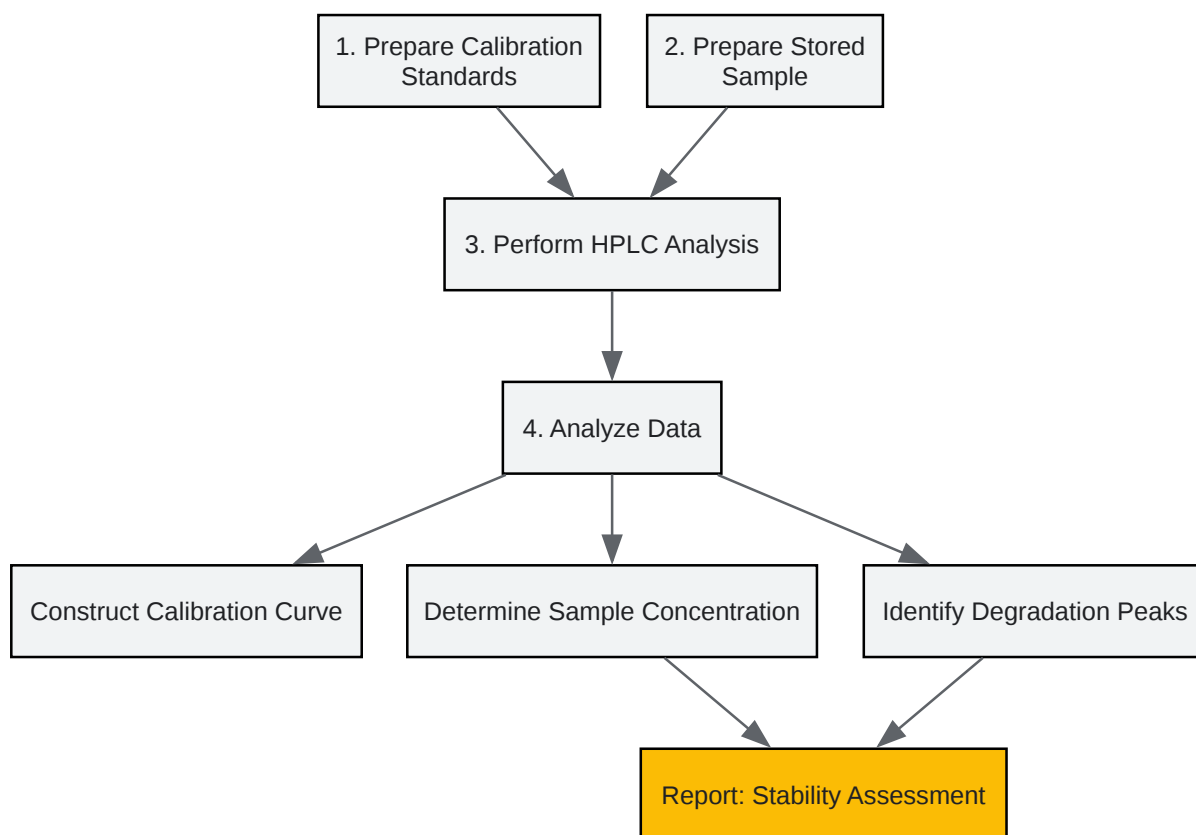 1. Prepare Calibration
Standards
2. Prepare Stored
Sample
3. Perform HPLC Analysis
4. Analyze Data
Construct Calibration Curve
Determine Sample Concentration
Identify Degradation Peaks
Report: Stability Assessment